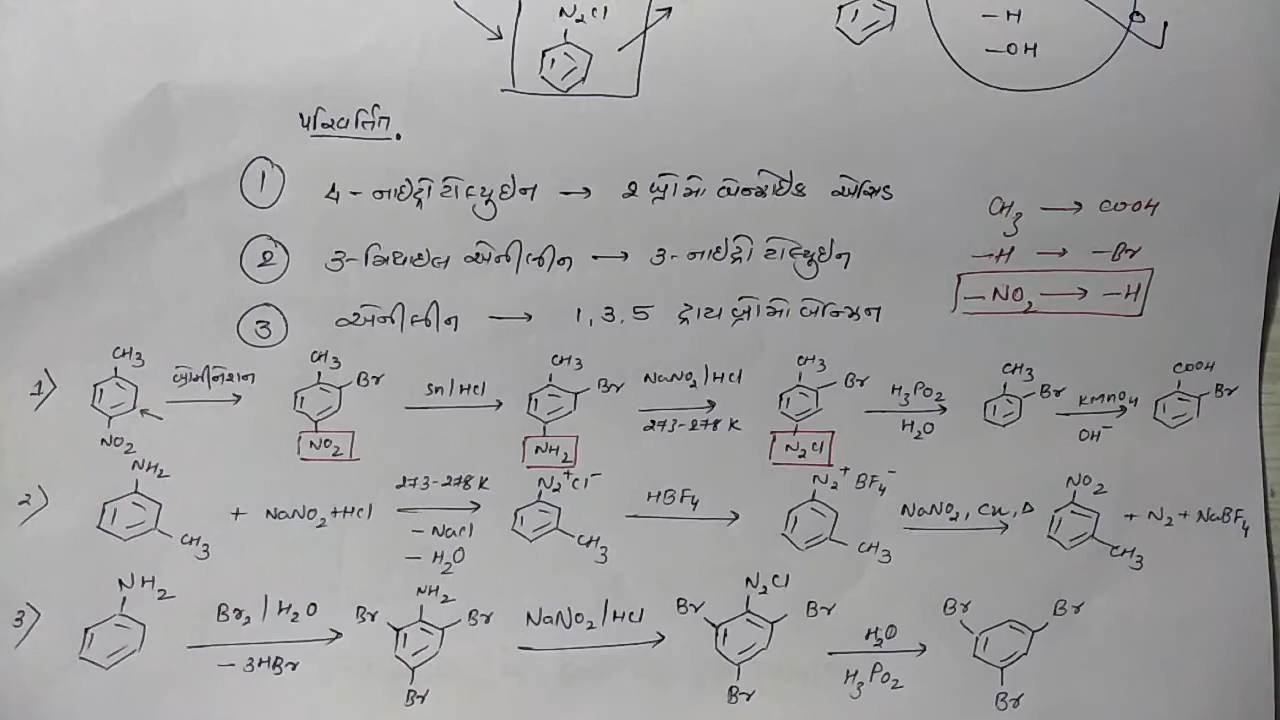 N₂Cl
—H
—OH
પરિવર્તિત.
① 4-નાઇટ્રો ટોલ્યુઇન → 2 બ્રોમો બેન્ઝોઇક એસિડ
② 3-મિથાઇલ એનીલીન → 3-નાઇટ્રો ટોલ્યુઇન
③ એનીલીન → 1,3,5 ટ્રાય બ્રોમો બેન્ઝિન
CH₃ → COOH
—H → —Br
—NO₂ → —H
1) CH₃ NO₂ બ્રોમીનેશન → CH₃ Br NO₂ Sn/HCl → CH₃ Br NH₂ NaNO₂/HCl 273-278 K → CH₃ Br N₂Cl H₃PO₂ H₂O → CH₃ Br KMnO₄ OH⁻ → COOH Br
2) NH₂ CH₃ + NaNO₂+HCl 273-278 K - NaCl - H₂O → N₂⁺Cl⁻ CH₃ HBF₄ → N₂⁺ BF₄⁻ CH₃ NaNO₂, Cu, Δ → NO₂ CH₃ + N₂ + NaBF₄
3) NH₂ Br₂/H₂O - 3HBr → NH₂ Br Br Br NaNO₂/HCl → N₂Cl Br Br Br H₂O H₃PO₂ → Br Br Br